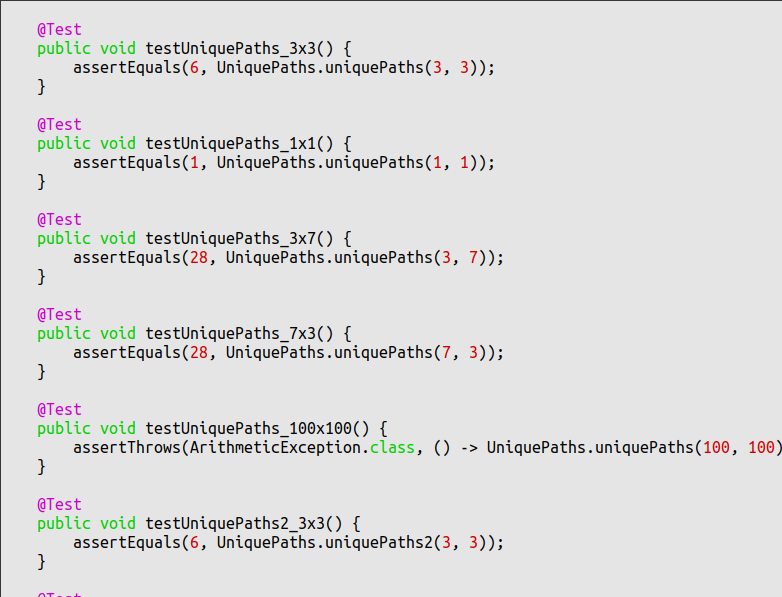 @Test
public void testUniquePaths_3x3() {
assertEquals(6, UniquePaths.uniquePaths(3, 3));
}
@Test
public void testUniquePaths_1x1() {
assertEquals(1, UniquePaths.uniquePaths(1, 1));
}
@Test
public void testUniquePaths_3x7() {
assertEquals(28, UniquePaths.uniquePaths(3, 7));
}
@Test
public void testUniquePaths_7x3() {
assertEquals(28, UniquePaths.uniquePaths(7, 3));
}
@Test
public void testUniquePaths_100x100() {
assertThrows(ArithmeticException.class, () -> UniquePaths.uniquePaths(100, 100)
}
@Test
public void testUniquePaths2_3x3() {
assertEquals(6, UniquePaths.uniquePaths2(3, 3));
}
@Test